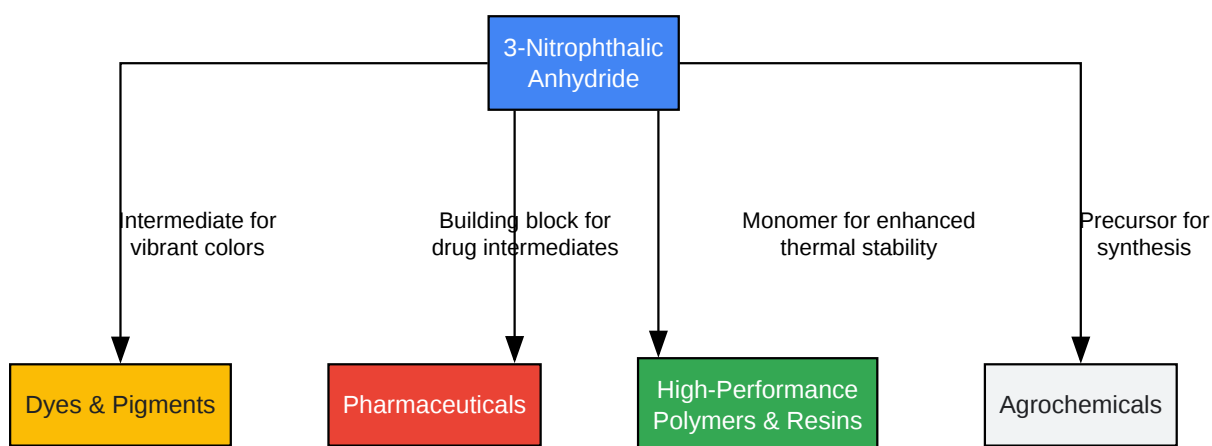 3-Nitrophthalic
Anhydride
Intermediate for
vibrant colors
Building block for
drug intermediates
Monomer for enhanced
thermal stability
Precursor for
synthesis
Dyes & Pigments
Pharmaceuticals
High-Performance
Polymers & Resins
Agrochemicals